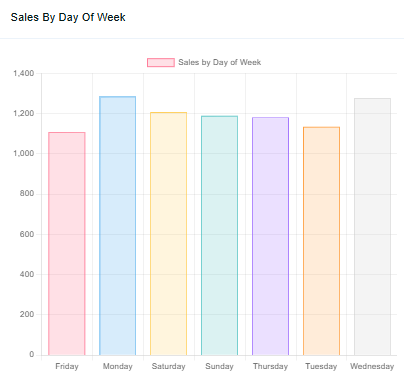 Sales By Day Of Week
Sales by Day of Week
1,400
1,200
1,000
800
600
400
200
0
Friday Monday Saturday Sunday Thursday Tuesday Wednesday